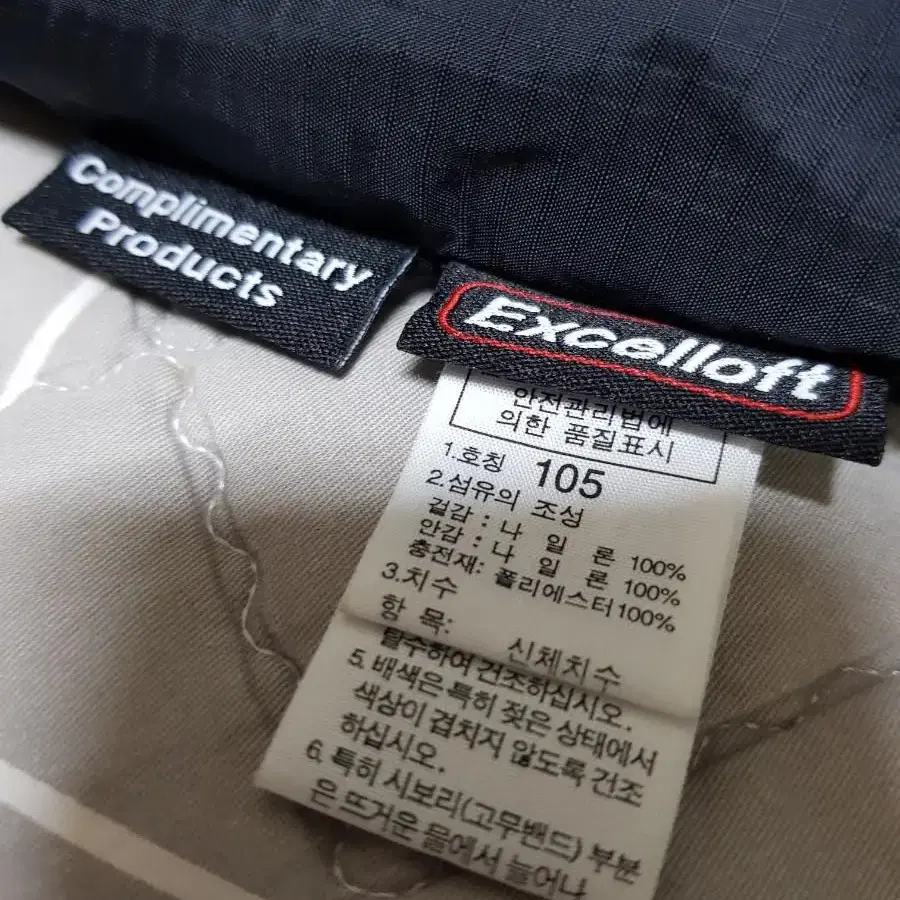 Complimentary
Products
Excelloft
안전관리법에
의한 품질표시
1.호칭 105
2.섬유의 조성
겉감 : 나 일 론 100%
안감 : 나 일 론 100%
충전재: 폴리에스터100%
3.치수
항 목: 신체치수
탈수하여 건조하십시오.
5. 배색은 특히 젖은 상태에서
색상이 겹치지 않도록 건조
하십시오.
6. 특히 시보리(고무밴드) 부분
은 뜨거운 물에서 늘어나